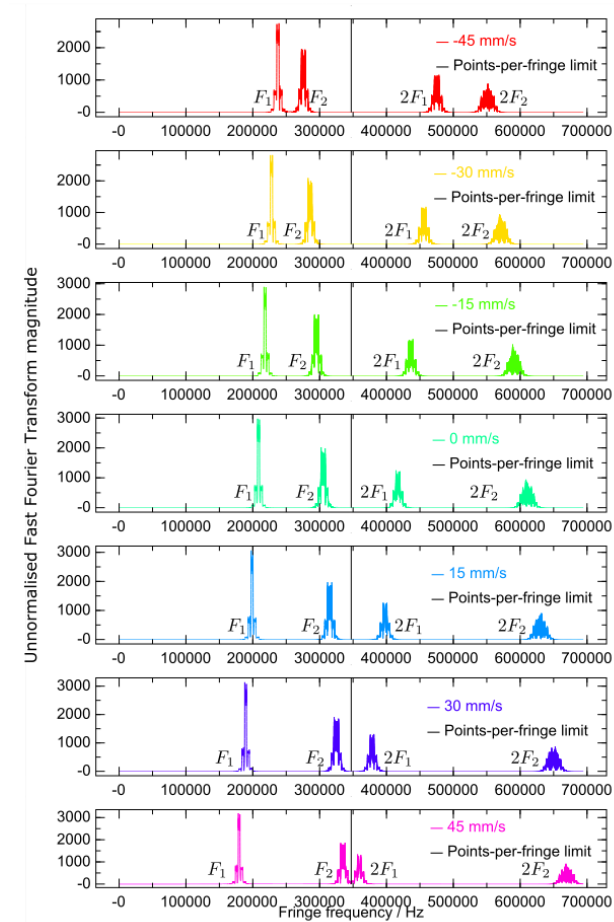 Unnormalised Fast Fourier Transform magnitude
2000
1000
-0
-45 mm/s
Points-per-fringe limit
F1 F2 2F1 2F2
-0 100000 200000 300000 400000 500000 600000 700000
2000
1000
-0
-30 mm/s
Points-per-fringe limit
F1 F2 2F1 2F2
-0 100000 200000 300000 400000 500000 600000 700000
3000
2000
1000
-0
-15 mm/s
Points-per-fringe limit
F1 F2 2F1 2F2
-0 100000 200000 300000 400000 500000 600000 700000
3000
2000
1000
-0
0 mm/s
Points-per-fringe limit
F1 F2 2F1 2F2
-0 100000 200000 300000 400000 500000 600000 700000
3000
2000
1000
-0
15 mm/s
Points-per-fringe limit
F1 F2 2F1 2F2
-0 100000 200000 300000 400000 500000 600000 700000
3000
2000
1000
-0
30 mm/s
Points-per-fringe limit
F1 F2 2F1 2F2
-0 100000 200000 300000 400000 500000 600000 700000
3000
2000
1000
-0
45 mm/s
Points-per-fringe limit
F1 F2 2F1 2F2
-0 100000 200000 300000 400000 500000 600000 700000
Fringe frequency / Hz